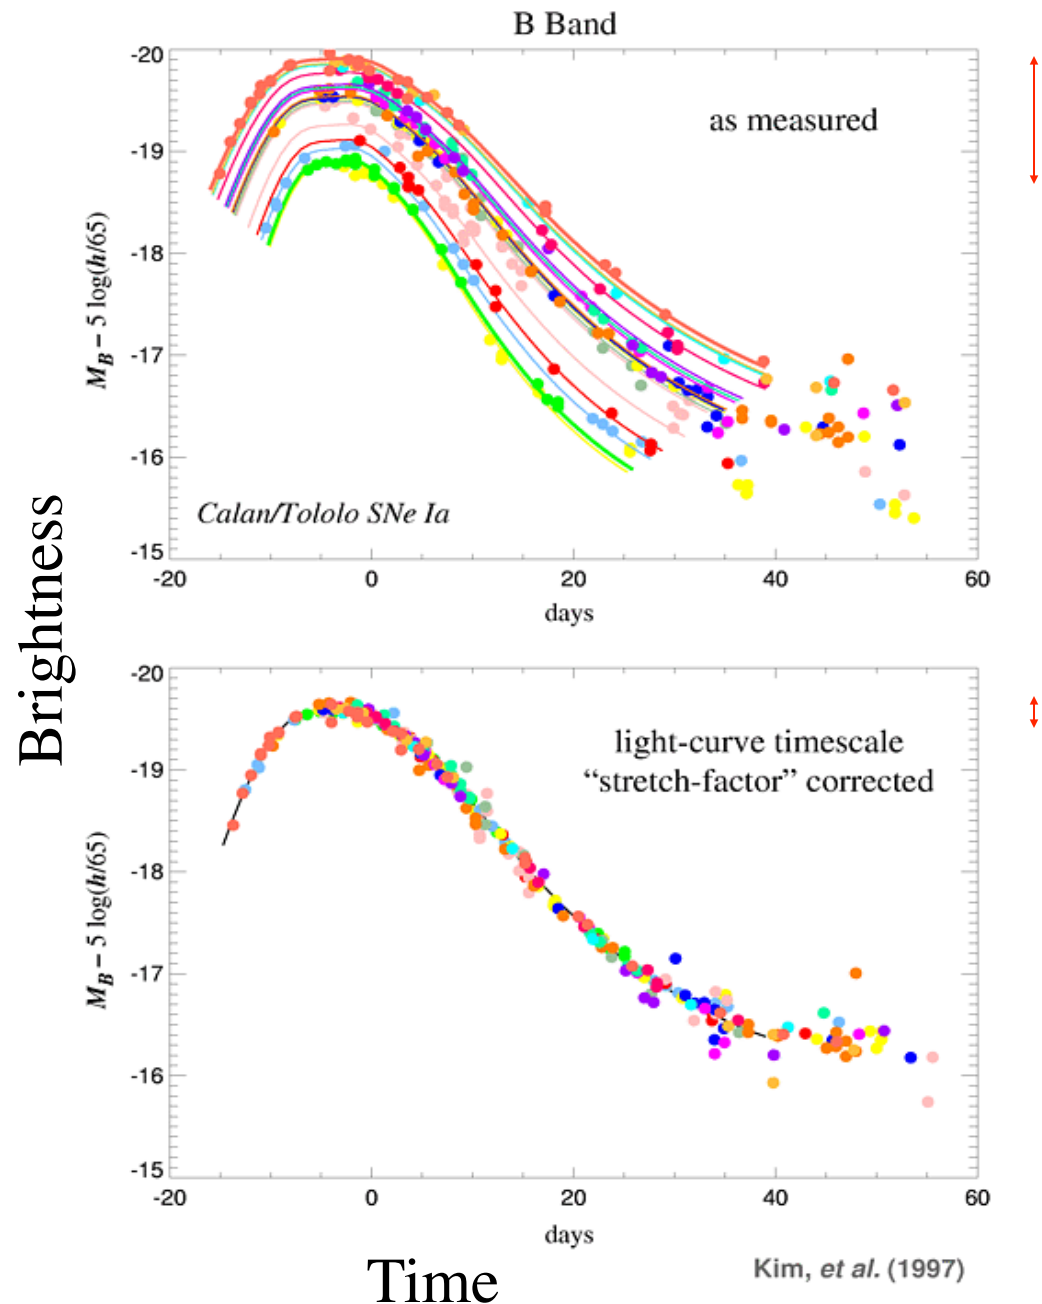 B Band
-20
as measured
-19
-18
-17
-16
-15
M_B – 5 log(h/65)
Calan/Tololo SNe Ia
-20 0 20 40 60
days
Brightness
-20
light-curve timescale
“stretch-factor” corrected
-19
-18
-17
-16
-15
M_B – 5 log(h/65)
-20 0 20 40 60
days
Time
Kim, et al. (1997)